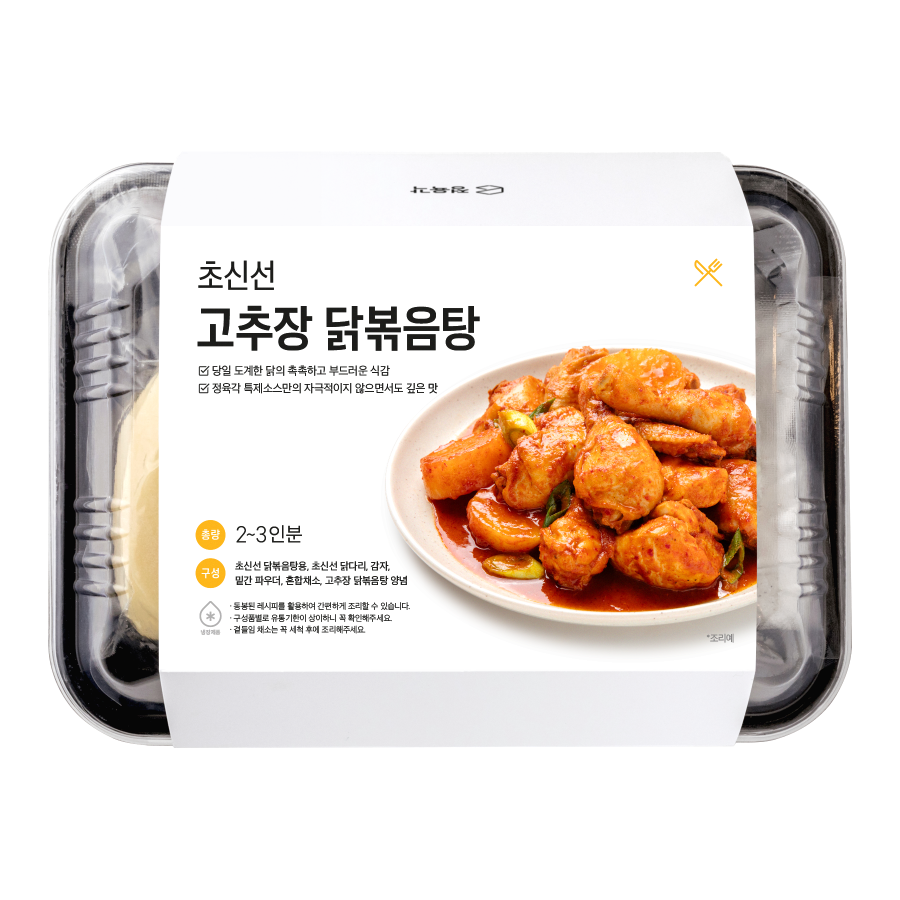 정육각
초신선
고추장 닭볶음탕
당일 도계한 닭의 촉촉하고 부드러운 식감
정육각 특제소스만의 자극적이지 않으면서도 깊은 맛
총량 2~3인분
구성 초신선 닭볶음탕용, 초신선 닭다리, 감자,
밑간 파우더, 혼합채소, 고추장 닭볶음탕 양념
· 동봉된 레시피를 활용하여 간편하게 조리할 수 있습니다.
· 구성품별로 유통기한이 상이하니 꼭 확인해주세요.
· 곁들임 채소는 꼭 세척 후에 조리해주세요.
냉장제품
*조리예